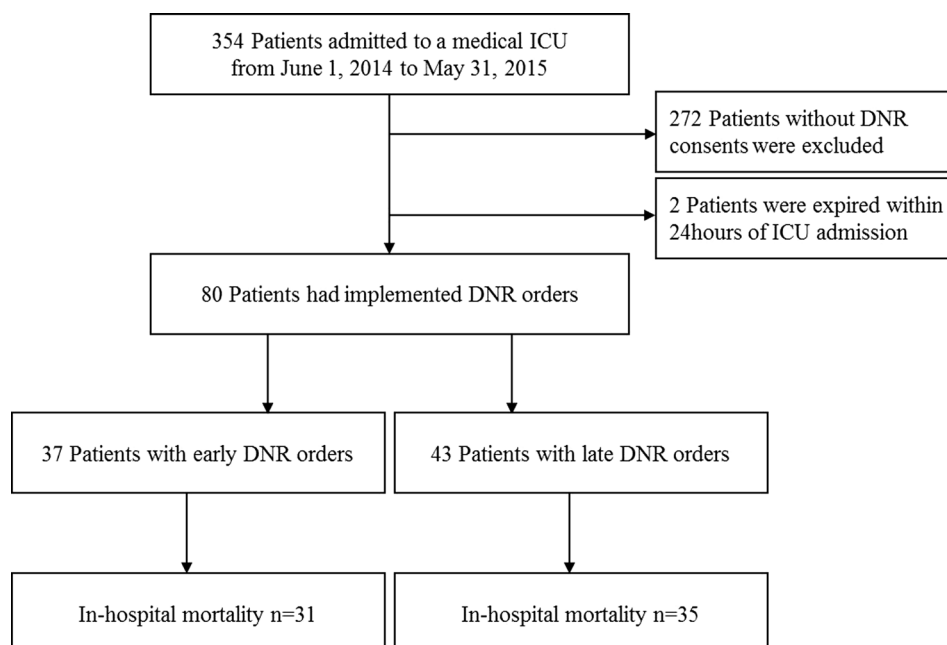 354 Patients admitted to a medical ICU
from June 1, 2014 to May 31, 2015
272 Patients without DNR
consents were excluded
2 Patients were expired within
24hours of ICU admission
80 Patients had implemented DNR orders
37 Patients with early DNR orders
43 Patients with late DNR orders
In-hospital mortality n=31
In-hospital mortality n=35